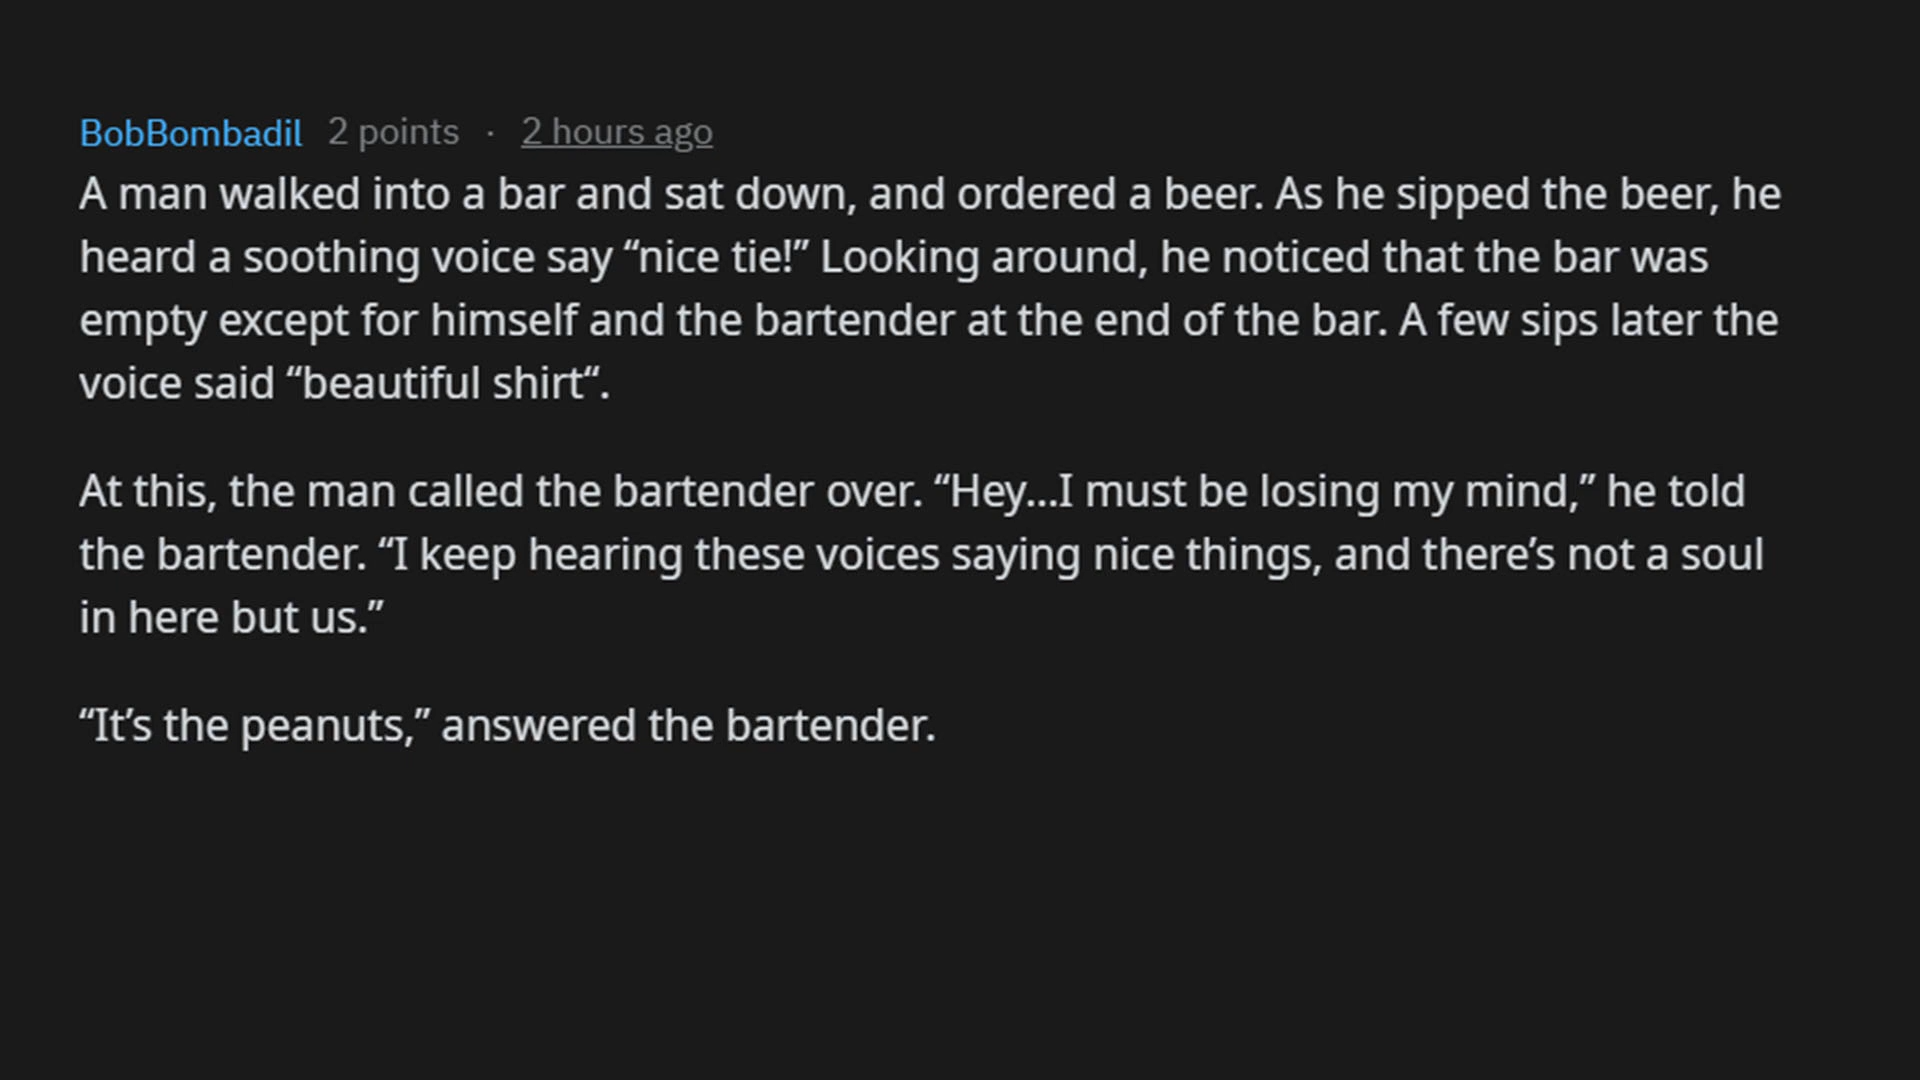 BobBombadil 2 points · 2 hours ago
A man walked into a bar and sat down, and ordered a beer. As he sipped the beer, he
heard a soothing voice say “nice tie!” Looking around, he noticed that the bar was
empty except for himself and the bartender at the end of the bar. A few sips later the
voice said “beautiful shirt“.
At this, the man called the bartender over. “Hey...I must be losing my mind,” he told
the bartender. “I keep hearing these voices saying nice things, and there’s not a soul
in here but us.”
“It’s the peanuts,” answered the bartender.